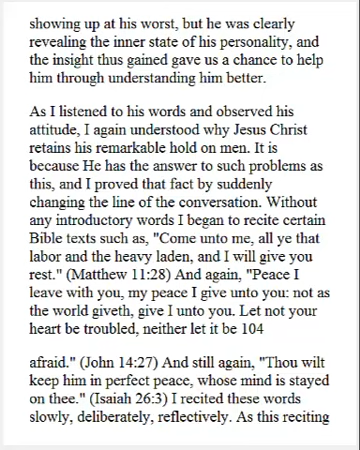 showing up at his worst, but he was clearly
revealing the inner state of his personality, and
the insight thus gained gave us a chance to help
him through understanding him better.
As I listened to his words and observed his
attitude, I again understood why Jesus Christ
retains his remarkable hold on men. It is
because He has the answer to such problems as
this, and I proved that fact by suddenly
changing the line of the conversation. Without
any introductory words I began to recite certain
Bible texts such as, "Come unto me, all ye that
labor and the heavy laden, and I will give you
rest." (Matthew 11:28) And again, "Peace I
leave with you, my peace I give unto you: not as
the world giveth, give I unto you. Let not your
heart be troubled, neither let it be 104
afraid." (John 14:27) And still again, "Thou wilt
keep him in perfect peace, whose mind is stayed
on thee." (Isaiah 26:3) I recited these words
slowly, deliberately, reflectively. As this reciting